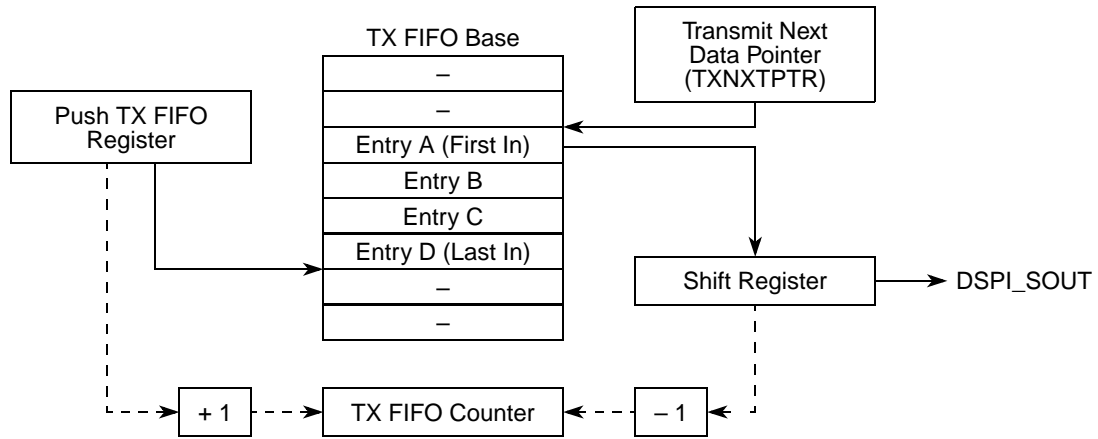 Transmit Next
Data Pointer
(TXNXTPTR)
TX FIFO Base
–
–
Push TX FIFO
Register
Entry A (First In)
Entry B
Entry C
Entry D (Last In)
–
–
Shift Register
DSPI_SOUT
+ 1
TX FIFO Counter
– 1